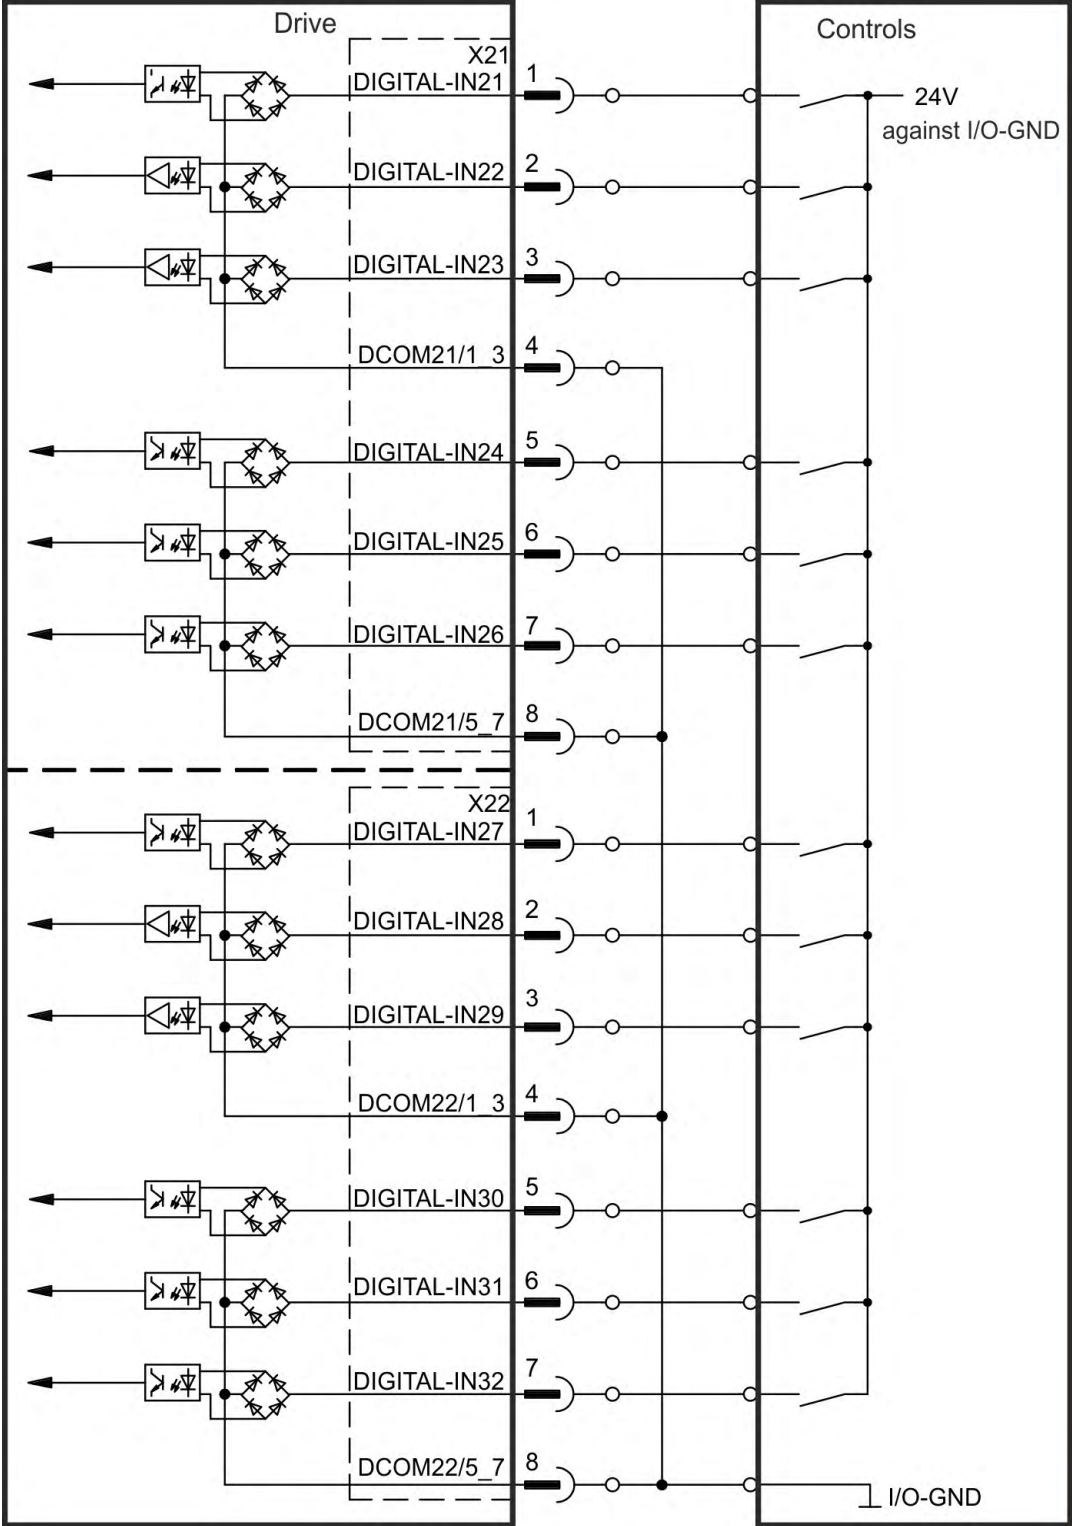 Drive
Controls
X21
DIGITAL-IN21 1
24V
against I/O-GND
DIGITAL-IN22 2
DIGITAL-IN23 3
DCOM21/1_3 4
DIGITAL-IN24 5
DIGITAL-IN25 6
DIGITAL-IN26 7
DCOM21/5_7 8
X22
DIGITAL-IN27 1
DIGITAL-IN28 2
DIGITAL-IN29 3
DCOM22/1_3 4
DIGITAL-IN30 5
DIGITAL-IN31 6
DIGITAL-IN32 7
DCOM22/5_7 8
I/O-GND